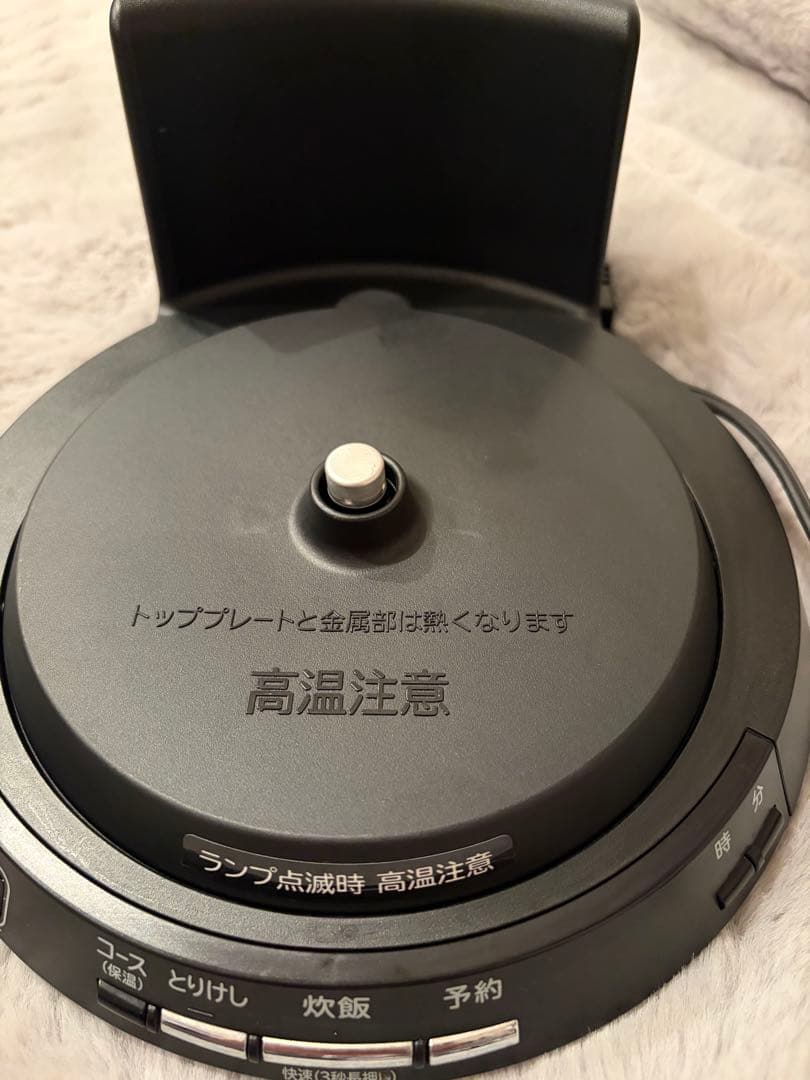 トッププレートと金属部は熱くなります
高温注意
ランプ点滅時 高温注意
時 分
コース
(保温)
とりけし
炊飯
予約
快速(3秒長押し)